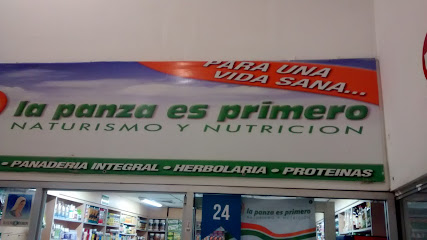 PARA UNA
VIDA SANA...
la panza es primero
NATURISMO Y NUTRICION
• PANADERIA INTEGRAL • HERBOLARIA • PROTEINAS
24
la panza es primero